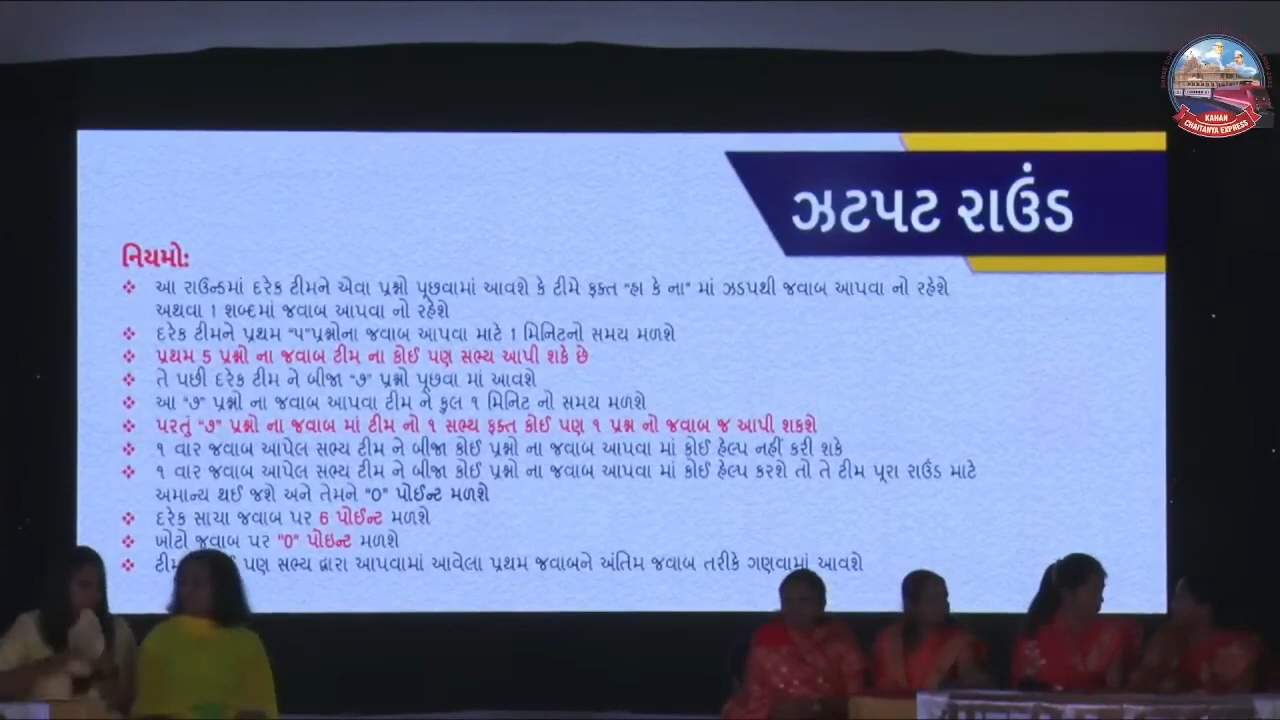 KAHAN
CHAITANYA EXPRESS
ઝટપટ રાઉંડ
નિયમો:
આ રાઉન્ડમાં દરેક ટીમને એવા પ્રશ્નો પૂછવામાં આવશે કે ટીમે ફક્ત "હા કે ના" માં ઝડપથી જવાબ આપવા નો રહેશે
અથવા 1 શબ્દમાં જવાબ આપવા નો રહેશે
દરેક ટીમને પ્રથમ "૫"પ્રશ્નોના જવાબ આપવા માટે 1 મિનિટનો સમય મળશે
પ્રથમ 5 પ્રશ્નો ના જવાબ ટીમ ના કોઈ પણ સભ્ય આપી શકે છે
તે પછી દરેક ટીમ ને બીજા "૭" પ્રશ્નો પૂછવા માં આવશે
આ "૭" પ્રશ્નો ના જવાબ આપવા ટીમ ને કુલ ૧ મિનિટ નો સમય મળશે
પરતું "૭" પ્રશ્નો ના જવાબ માં ટીમ નો ૧ સભ્ય ફક્ત કોઈ પણ ૧ પ્રશ્ન નો જવાબ જ આપી શકશે
૧ વાર જવાબ આપેલ સભ્ય ટીમ ને બીજા કોઈ પ્રશ્નો ના જવાબ આપવા માં કોઈ હેલ્પ નહીં કરી શકે
૧ વાર જવાબ આપેલ સભ્ય ટીમ ને બીજા કોઈ પ્રશ્નો ના જવાબ આપવા માં કોઈ હેલ્પ કરશે તો તે ટીમ પૂરા રાઉંડ માટે
અમાન્ય થઈ જશે અને તેમને "0" પોઈન્ટ મળશે
દરેક સાચા જવાબ પર 6 પોઈન્ટ મળશે
ખોટો જવાબ પર "0" પોઇન્ટ મળશે
પણ સભ્ય દ્વારા આપવામાં આવેલા પ્રથમ જવાબને અંતિમ જવાબ તરીકે ગણવામાં આવશે